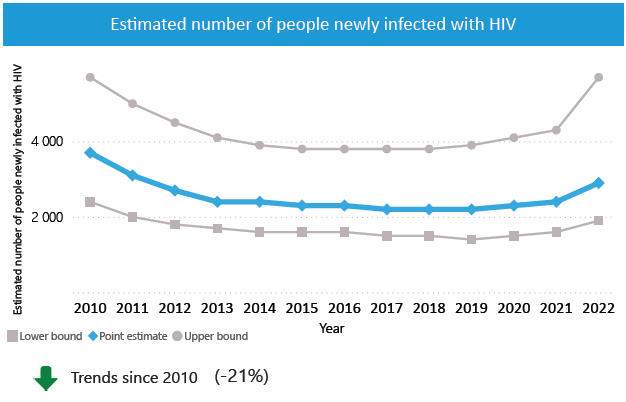 Estimated number of people newly infected with HIV
Estimated number of people newly infected with HIV
4 000
2 000
2010 2011 2012 2013 2014 2015 2016 2017 2018 2019 2020 2021 2022
Year
Lower bound Point estimate Upper bound
Trends since 2010 (-21%)